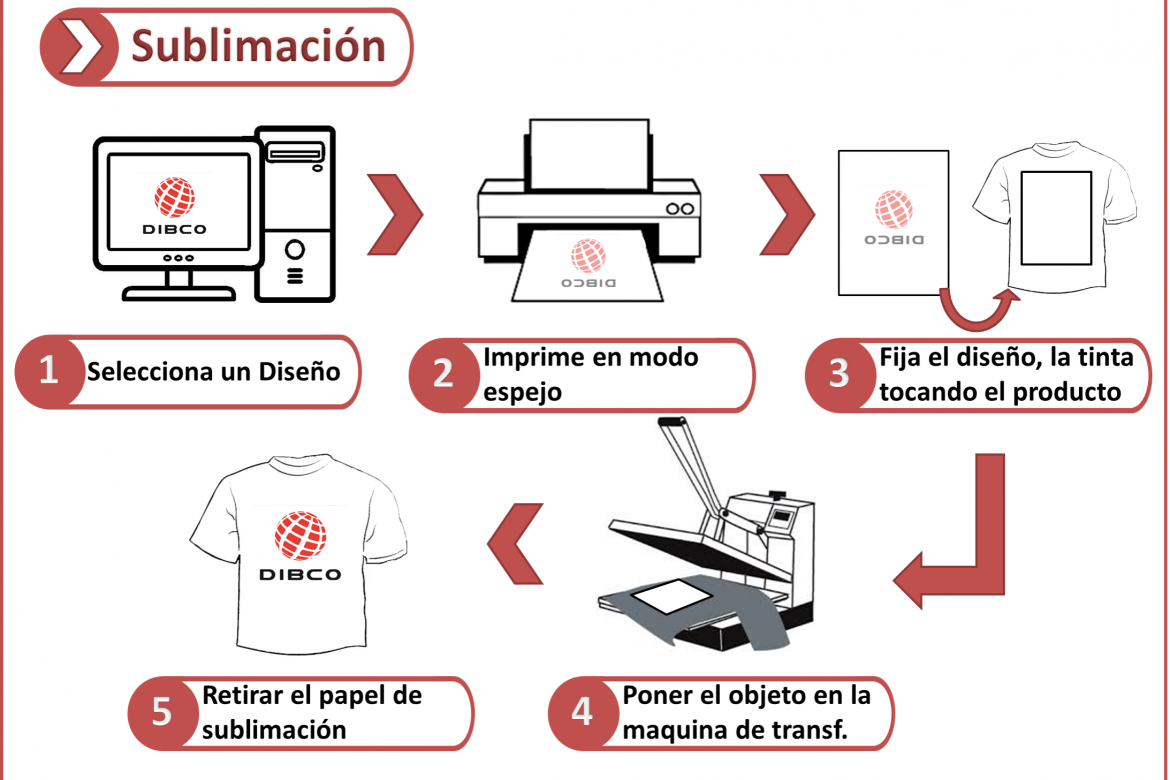 Sublimación
DIBCO
DIBCO
DIBCO
1 Selecciona un Diseño
2 Imprime en modo
espejo
3 Fija el diseño, la tinta
tocando el producto
DIBCO
5 Retirar el papel de
sublimación
4 Poner el objeto en la
maquina de transf.